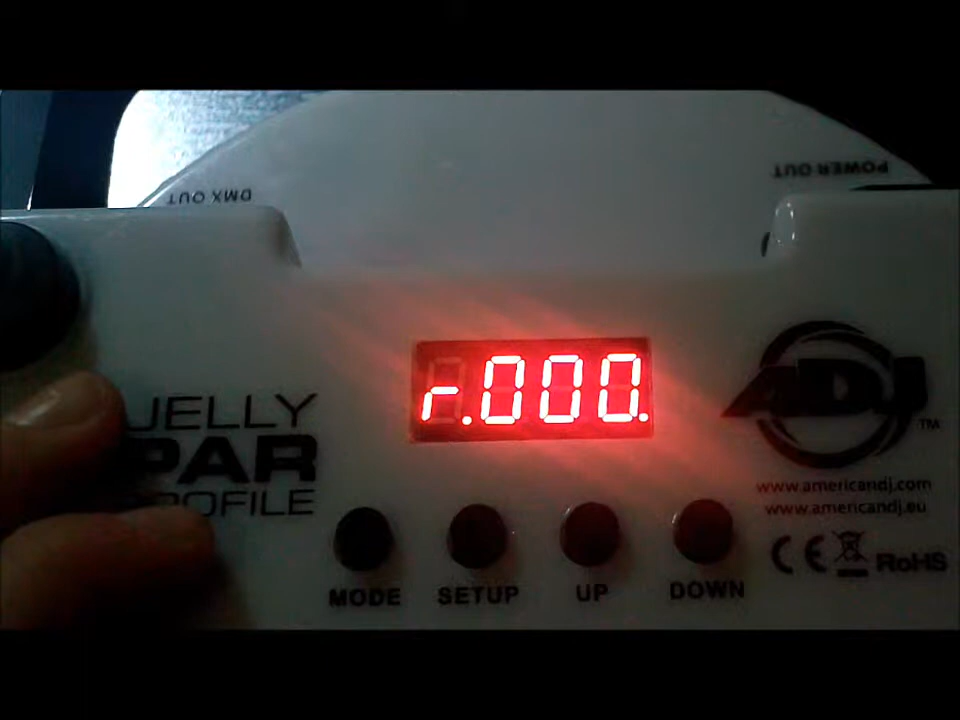 DMX OUT
POWER OUT
r.000.
JELLY
PAR
PROFILE
ADJ
TM
www.americandj.com
www.americandj.eu
CE RoHS
MODE SETUP UP DOWN